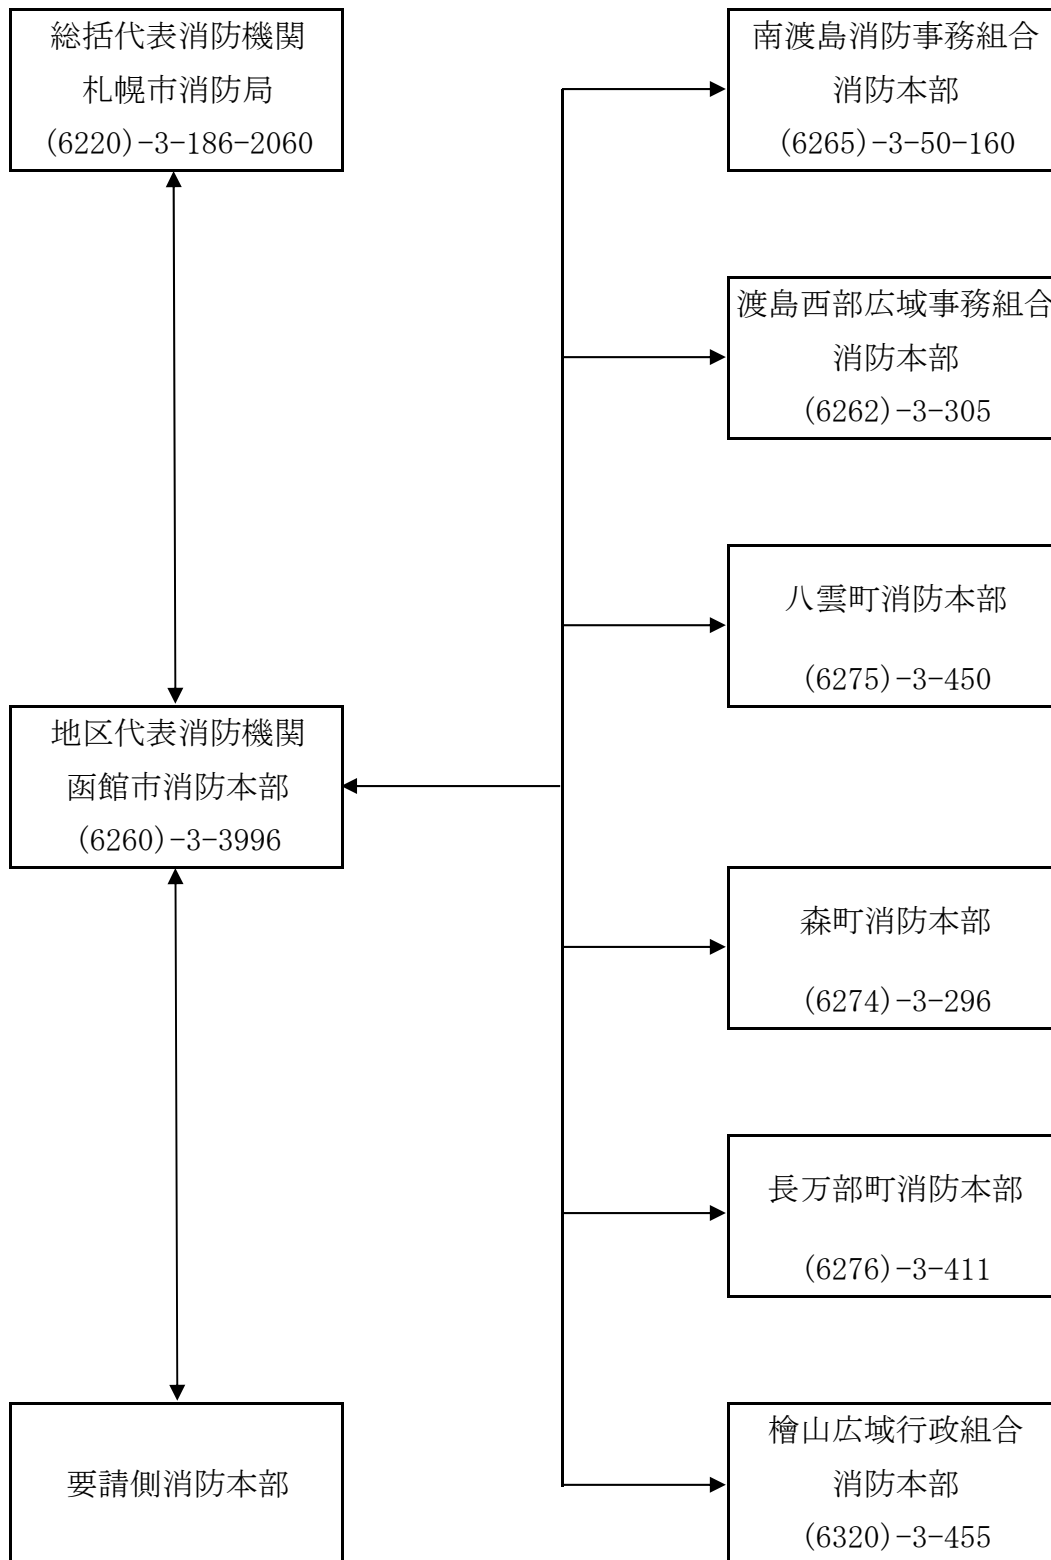 総括代表消防機関
札幌市消防局
(6220)-3-186-2060
地区代表消防機関
函館市消防本部
(6260)-3-3996
要請側消防本部
南渡島消防事務組合
消防本部
(6265)-3-50-160
渡島西部広域事務組合
消防本部
(6262)-3-305
八雲町消防本部
(6275)-3-450
森町消防本部
(6274)-3-296
長万部町消防本部
(6276)-3-411
檜山広域行政組合
消防本部
(6320)-3-455